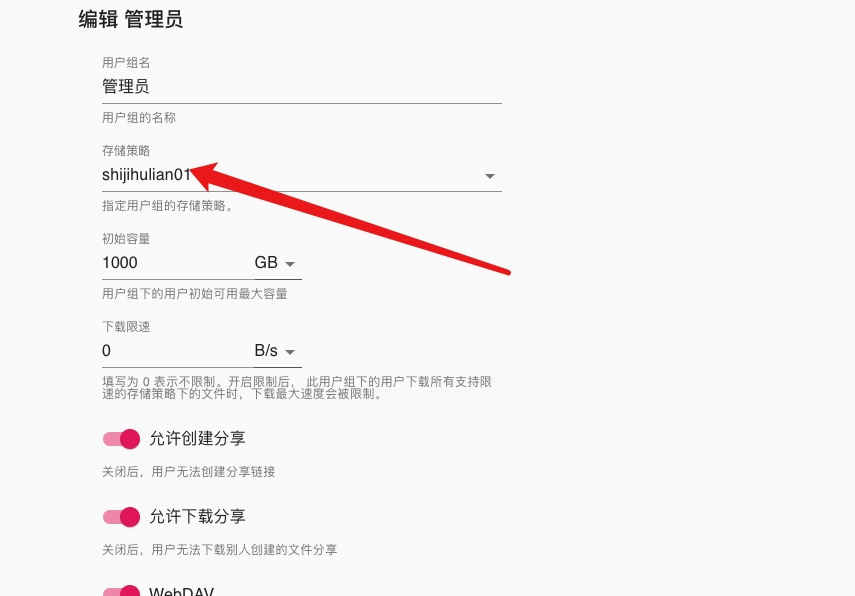 编辑 管理员
用户组名
管理员
用户组的名称
存储策略
shijihulian01
指定用户组的存储策略。
初始容量
1000 GB
用户组下的用户初始可用最大容量
下载限速
0 B/s
填写为 0 表示不限制。开启限制后， 此用户组下的用户下载所有支持限
速的存储策略下的文件时，下载最大速度会被限制。
允许创建分享
关闭后，用户无法创建分享链接
允许下载分享
关闭后，用户无法下载别人创建的文件分享
WebDAV